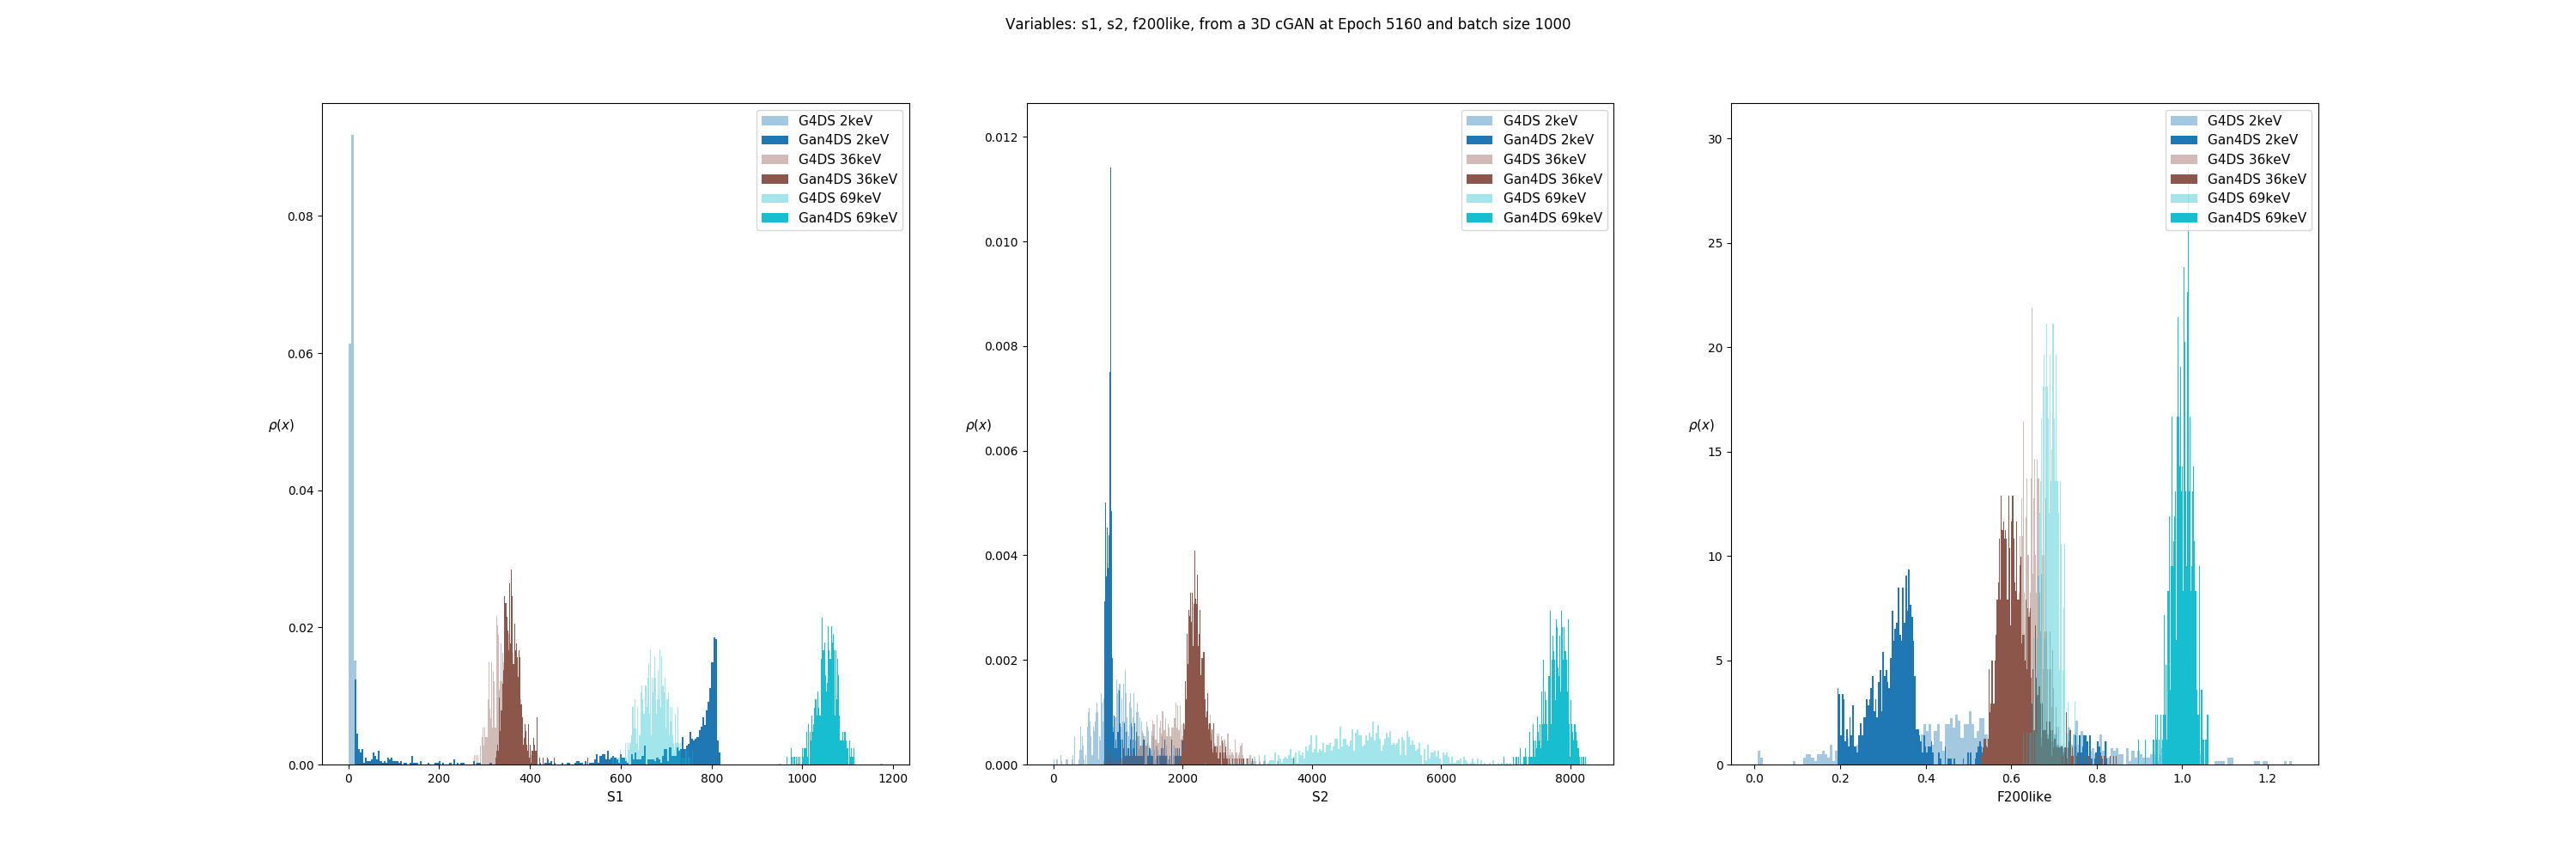 Variables: s1, s2, f200like, from a 3D cGAN at Epoch 5160 and batch size 1000
G4DS 2keV
Gan4DS 2keV
G4DS 36keV
Gan4DS 36keV
G4DS 69keV
Gan4DS 69keV
0.08
0.06
0.04
0.02
0.00
ρ(x)
0
200
400
600
800
1000
1200
S1
G4DS 2keV
Gan4DS 2keV
G4DS 36keV
Gan4DS 36keV
G4DS 69keV
Gan4DS 69keV
0.012
0.010
0.008
0.006
0.004
0.002
0.000
ρ(x)
0
2000
4000
6000
8000
S2
G4DS 2keV
Gan4DS 2keV
G4DS 36keV
Gan4DS 36keV
G4DS 69keV
Gan4DS 69keV
30
25
20
15
10
5
0
ρ(x)
0.0
0.2
0.4
0.6
0.8
1.0
1.2
F200like